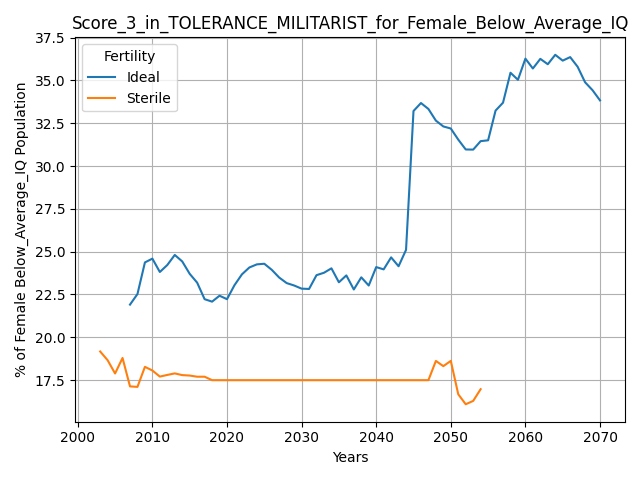 Score_3_in_TOLERANCE_MILITARIST_for_Female_Below_Average_IQ
% of Female Below_Average_IQ Population
37.5
35.0
32.5
30.0
27.5
25.0
22.5
20.0
17.5
Fertility
Ideal
Sterile
2000 2010 2020 2030 2040 2050 2060 2070
Years